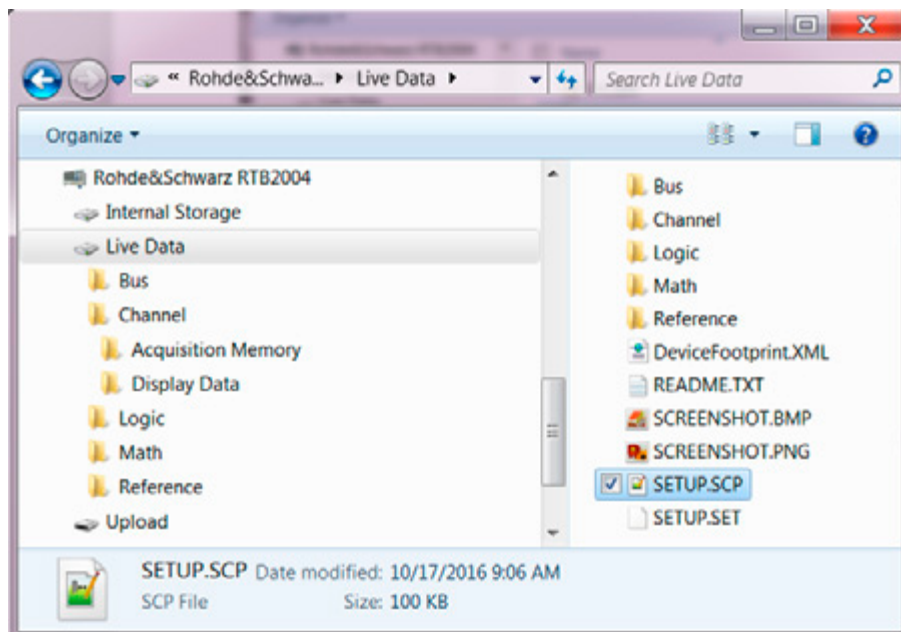 Organize
« Rohde&Schwa... Live Data
Search Live Data
Organize
Rohde&Schwarz RTB2004
Internal Storage
Live Data
Bus
Channel
Acquisition Memory
Display Data
Logic
Math
Reference
Upload
Bus
Channel
Logic
Math
Reference
DeviceFootprint.XML
README.TXT
SCREENSHOT.BMP
SCREENSHOT.PNG
SETUP.SCP
SETUP.SET
SETUP.SCP Date modified: 10/17/2016 9:06 AM
SCP File Size: 100 KB